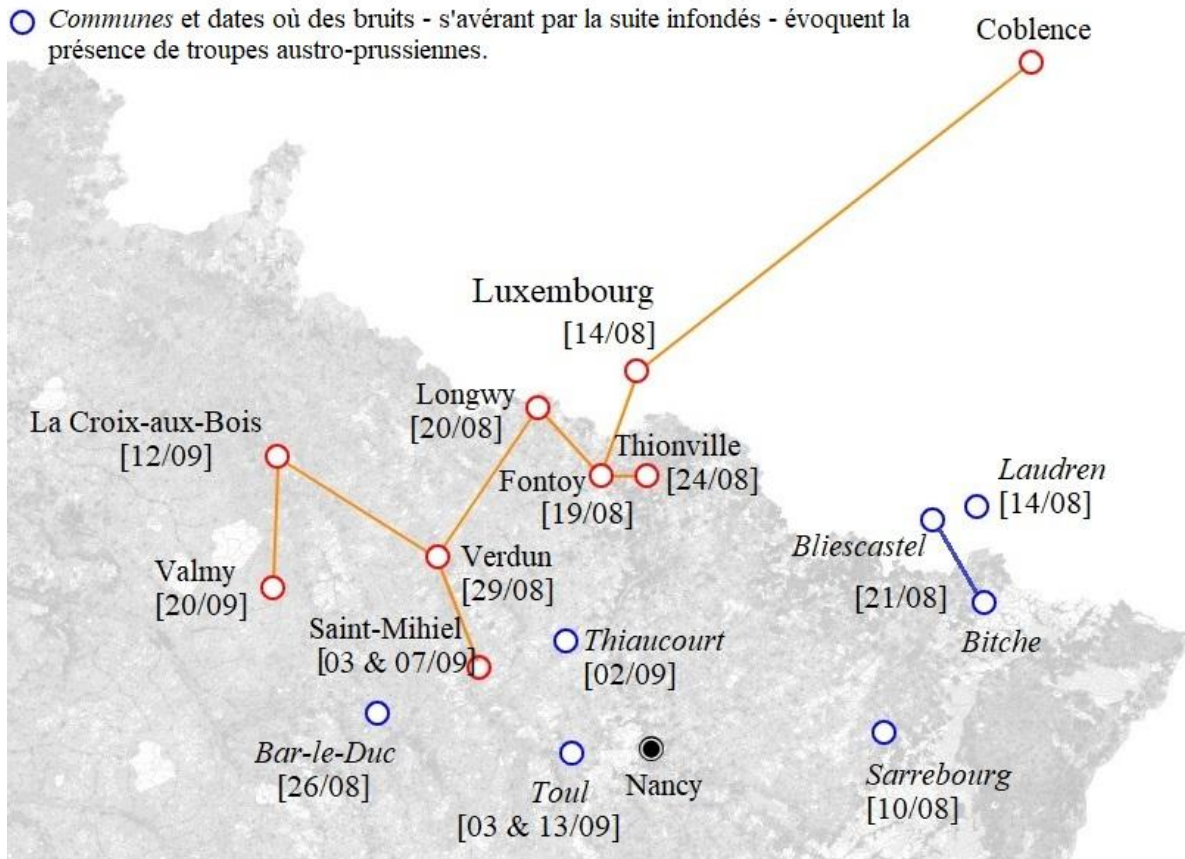 Communes et dates où des bruits - s'avérant par la suite infondés - évoquent la
présence de troupes austro-prussiennes.
Coblence
Luxembourg
[14/08]
Longwy
[20/08]
La Croix-aux-Bois
[12/09]
Thionville
[24/08]
Fontoy
[19/08]
Laudren
[14/08]
Bliescastel
[21/08]
Bitche
Verdun
[29/08]
Valmy
[20/09]
Saint-Mihiel
[03 & 07/09]
Thiaucourt
[02/09]
Bar-le-Duc
[26/08]
Toul
[03 & 13/09]
Nancy
Sarrebourg
[10/08]